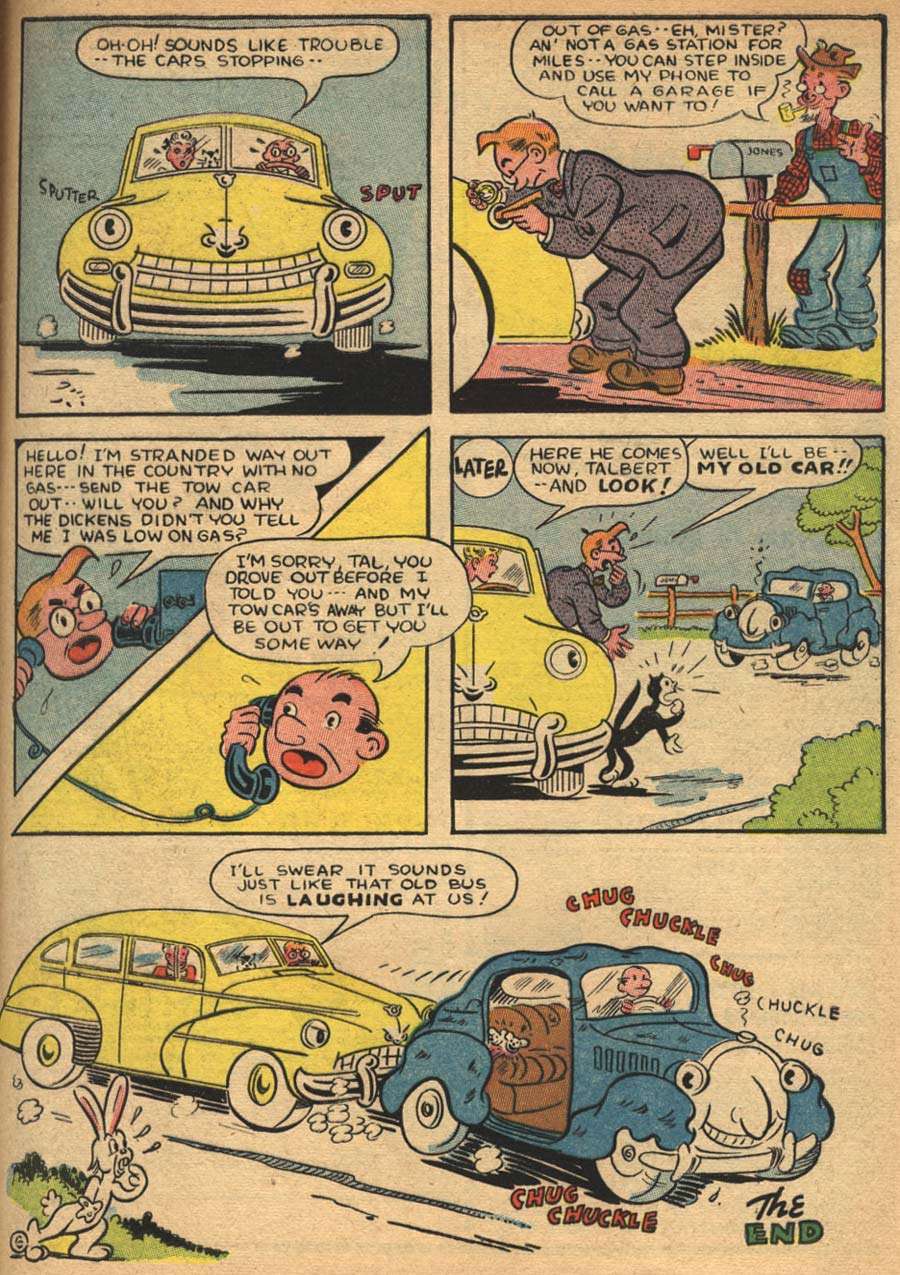 OH-OH! SOUNDS LIKE TROUBLE
--THE CARS STOPPING--
SPUTTER
SPUT
OUT OF GAS--EH, MISTER?
AN' NOT A GAS STATION FOR
MILES--YOU CAN STEP INSIDE
AND USE MY PHONE TO
CALL A GARAGE IF
YOU WANT TO!
JONES
HELLO! I'M STRANDED WAY OUT
HERE IN THE COUNTRY WITH NO
GAS---SEND THE TOW CAR
OUT--WILL YOU? AND WHY
THE DICKENS DIDN'T YOU TELL
ME I WAS LOW ON GAS?
I'M SORRY, TAL, YOU
DROVE OUT BEFORE I
TOLD YOU--- AND MY
TOW CAR'S AWAY BUT I'LL
BE OUT TO GET YOU
SOME WAY!
LATER
HERE HE COMES
NOW, TALBERT
--AND LOOK!
WELL I'LL BE--
MY OLD CAR!!
JONES
I'LL SWEAR IT SOUNDS
JUST LIKE THAT OLD BUS
IS LAUGHING AT US!
CHUG
CHUCKLE
CHUG
CHUCKLE
CHUG
CHUG
CHUCKLE
The
END
6